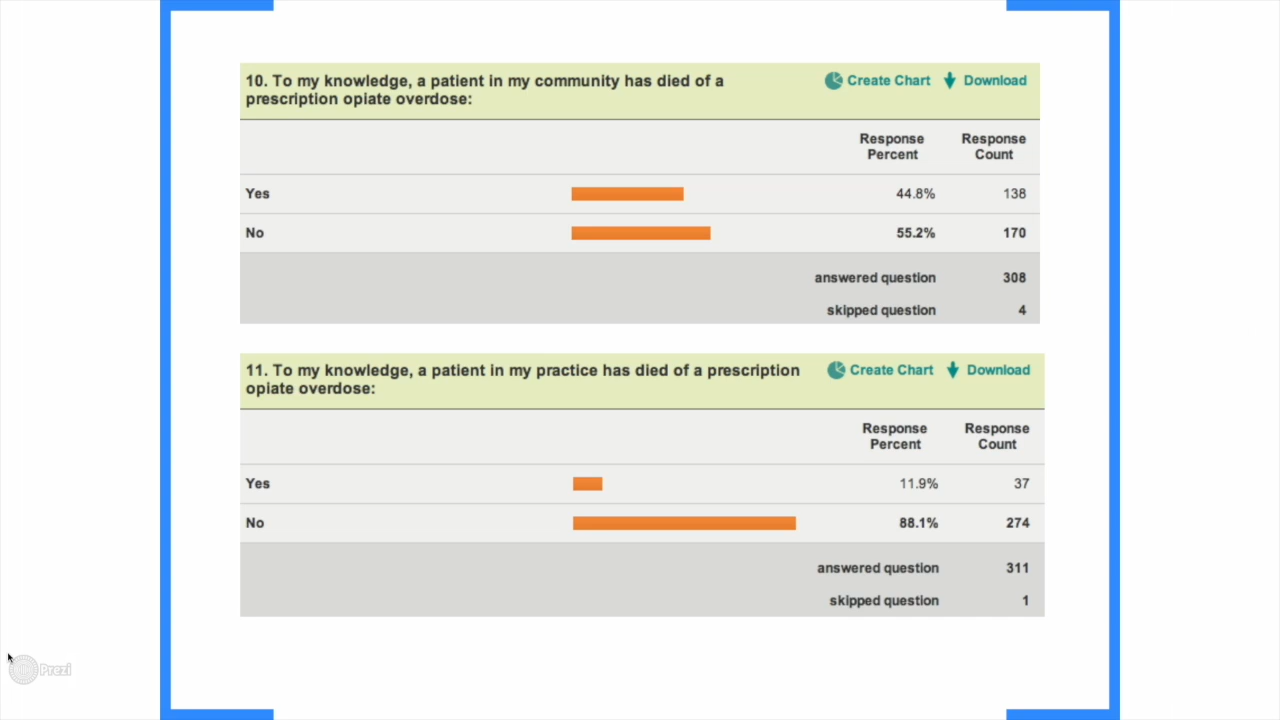 10. To my knowledge, a patient in my community has died of a
prescription opiate overdose:
Create Chart Download
Response Percent Response Count
Yes 44.8% 138
No 55.2% 170
answered question 308
skipped question 4
11. To my knowledge, a patient in my practice has died of a prescription
opiate overdose:
Create Chart Download
Response Percent Response Count
Yes 11.9% 37
No 88.1% 274
answered question 311
skipped question 1
Prezi